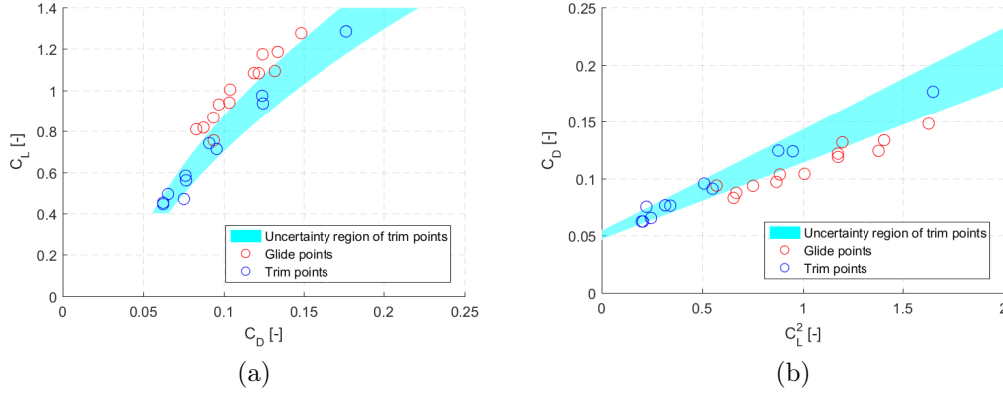 1.4
1.2
1
0.8
0.6
0.4
0.2
0
C_L [-]
0
0.05
0.1
0.15
0.2
0.25
C_D [-]
Uncertainty region of trim points
Glide points
Trim points
(a)
0.25
0.2
0.15
0.1
0.05
0
C_D [-]
0
0.5
1
1.5
2
C_L^2 [-]
Uncertainty region of trim points
Glide points
Trim points
(b)